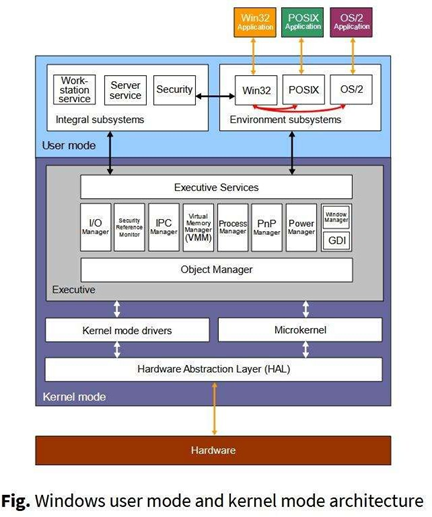 Win32
Application
POSIX
Application
OS/2
Application
Work-
station
service
Server
service
Security
Win32
POSIX
OS/2
Integral subsystems
Environment subsystems
User mode
Executive Services
I/O
Manager
Security
Reference
Monitor
IPC
Manager
Virtual
Memory
Manager
(VMM)
Process
Manager
PnP
Manager
Power
Manager
Window
Manager
GDI
Object Manager
Executive
Kernel mode drivers
Microkernel
Hardware Abstraction Layer (HAL)
Kernel mode
Hardware
Fig. Windows user mode and kernel mode architecture